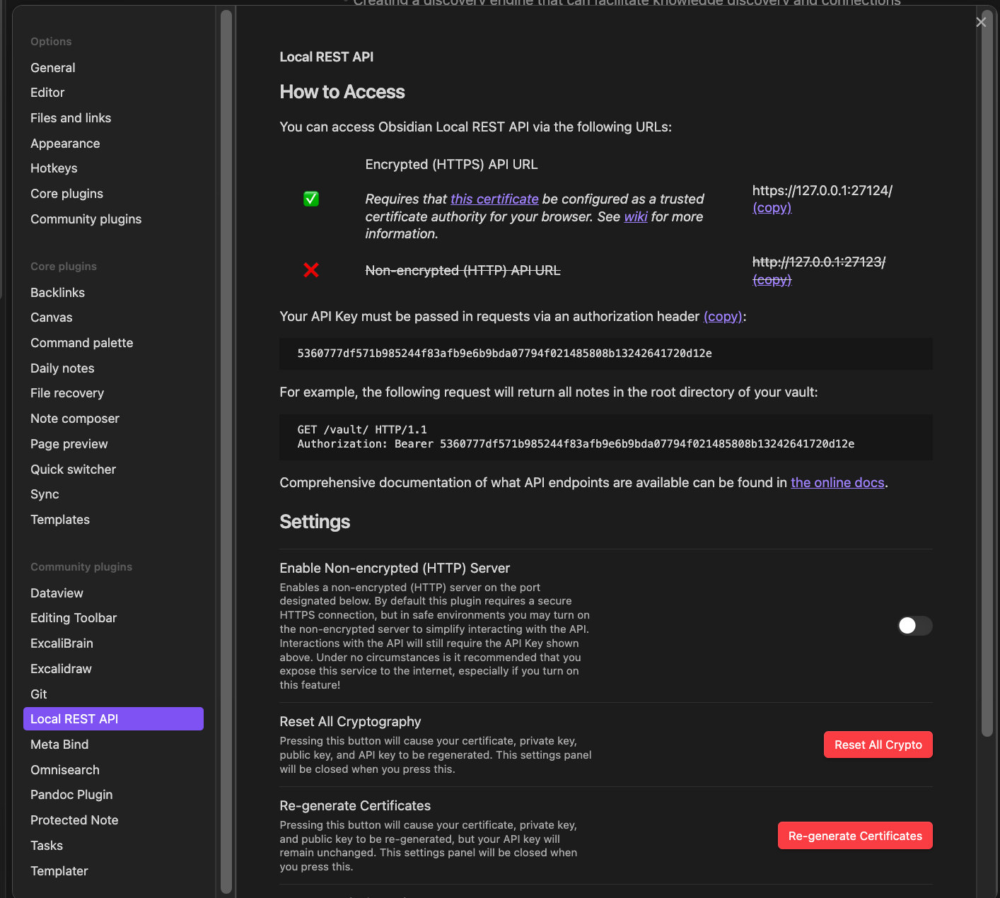 Creating a discovery engine that can facilitate knowledge discovery and connections
Options
General
Editor
Files and links
Appearance
Hotkeys
Core plugins
Community plugins
Core plugins
Backlinks
Canvas
Command palette
Daily notes
File recovery
Note composer
Page preview
Quick switcher
Sync
Templates
Community plugins
Dataview
Editing Toolbar
ExcaliBrain
Excalidraw
Git
Local REST API
Meta Bind
Omnisearch
Pandoc Plugin
Protected Note
Tasks
Templater
Local REST API
How to Access
You can access Obsidian Local REST API via the following URLs:
Encrypted (HTTPS) API URL
Requires that this certificate be configured as a trusted
certificate authority for your browser. See wiki for more
information.
https://127.0.0.1:27124/
(copy)
Non-encrypted (HTTP) API URL
http://127.0.0.1:27123/
(copy)
Your API Key must be passed in requests via an authorization header (copy):
5360777df571b985244f83afb9e6b9bda07794f021485808b13242641720d12e
For example, the following request will return all notes in the root directory of your vault:
GET /vault/ HTTP/1.1
Authorization: Bearer 5360777df571b985244f83afb9e6b9bda07794f021485808b13242641720d12e
Comprehensive documentation of what API endpoints are available can be found in the online docs.
Settings
Enable Non-encrypted (HTTP) Server
Enables a non-encrypted (HTTP) server on the port
designated below. By default this plugin requires a secure
HTTPS connection, but in safe environments you may turn on
the non-encrypted server to simplify interacting with the API.
Interactions with the API will still require the API Key shown
above. Under no circumstances is it recommended that you
expose this service to the internet, especially if you turn on
this feature!
Reset All Cryptography
Pressing this button will cause your certificate, private key,
public key, and API key to be regenerated. This settings panel
will be closed when you press this.
Reset All Crypto
Re-generate Certificates
Pressing this button will cause your certificate, private key,
and public key to be re-generated, but your API key will
remain unchanged. This settings panel will be closed when
you press this.
Re-generate Certificates